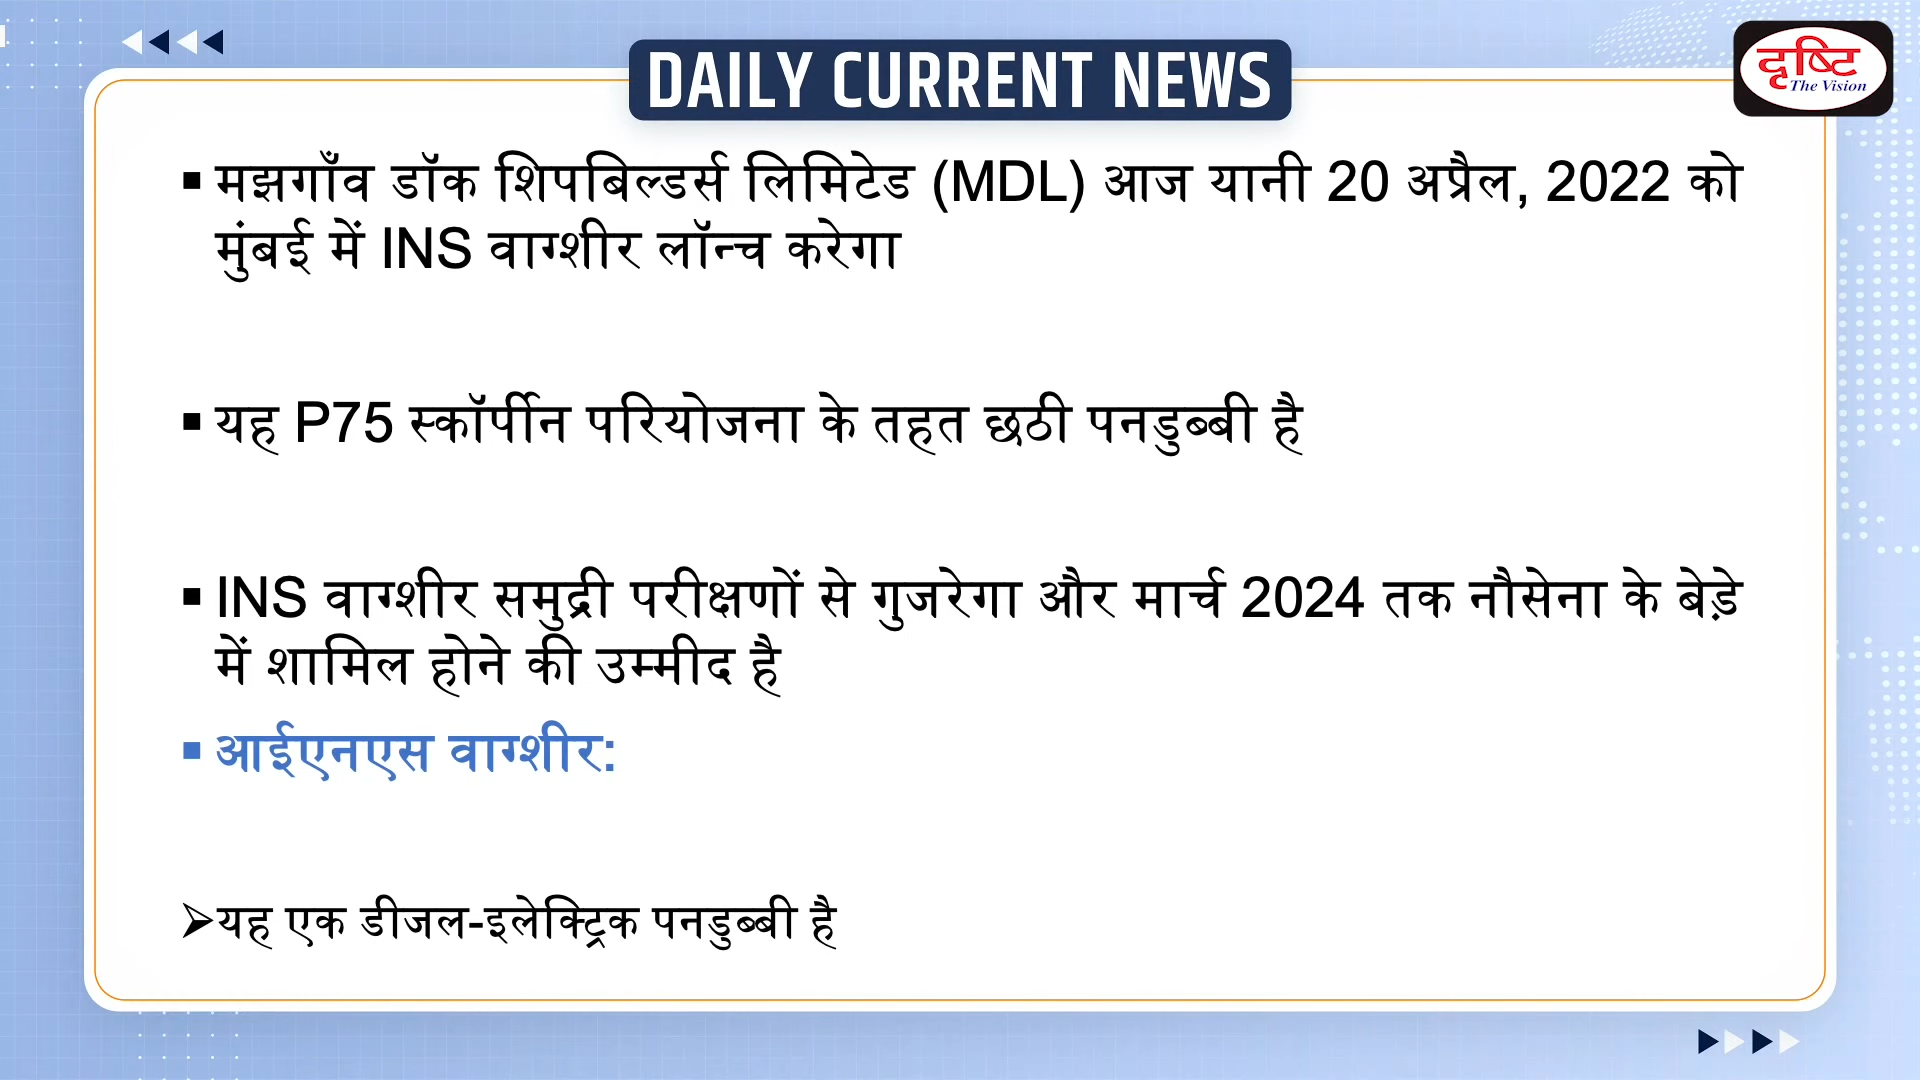 DAILY CURRENT NEWS
दृष्टि
The Vision
▪ मझगाँव डॉक शिपबिल्डर्स लिमिटेड (MDL) आज यानी 20 अप्रैल, 2022 को
मुंबई में INS वाग्शीर लॉन्च करेगा
▪ यह P75 स्कॉर्पीन परियोजना के तहत छठी पनडुब्बी है
▪ INS वाग्शीर समुद्री परीक्षणों से गुजरेगा और मार्च 2024 तक नौसेना के बेड़े
में शामिल होने की उम्मीद है
▪ आईएनएस वाग्शीर:
➢यह एक डीजल-इलेक्ट्रिक पनडुब्बी है